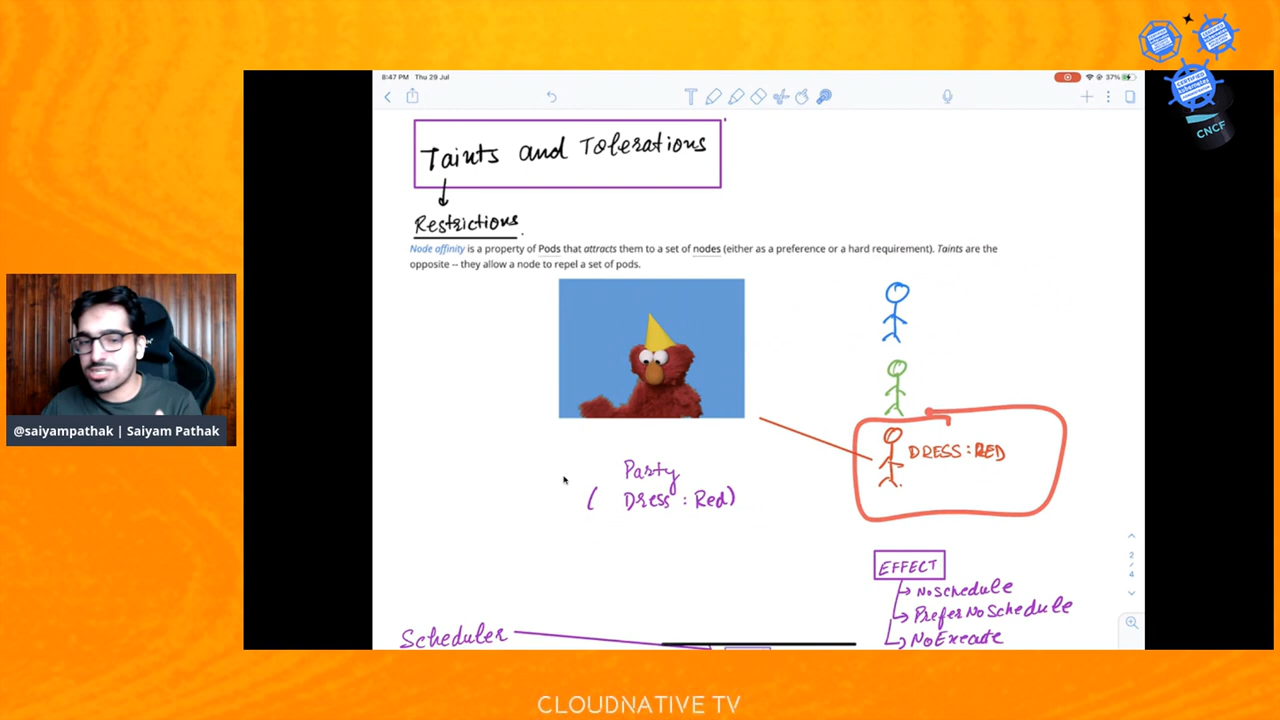 8:47 PM Thu 29 Jul
37%
T
CNCF
Taints and Tolerations
Restrictions.
Node affinity is a property of Pods that attracts them to a set of nodes (either as a preference or a hard requirement). Taints are the
opposite -- they allow a node to repel a set of pods.
DRESS : RED
Party
( Dress : Red)
@saiyampathak | Saiyam Pathak
EFFECT
NoSchedule
PreferNoSchedule
NoExecute
Scheduler
2
/
4
CLOUDNATIVE TV